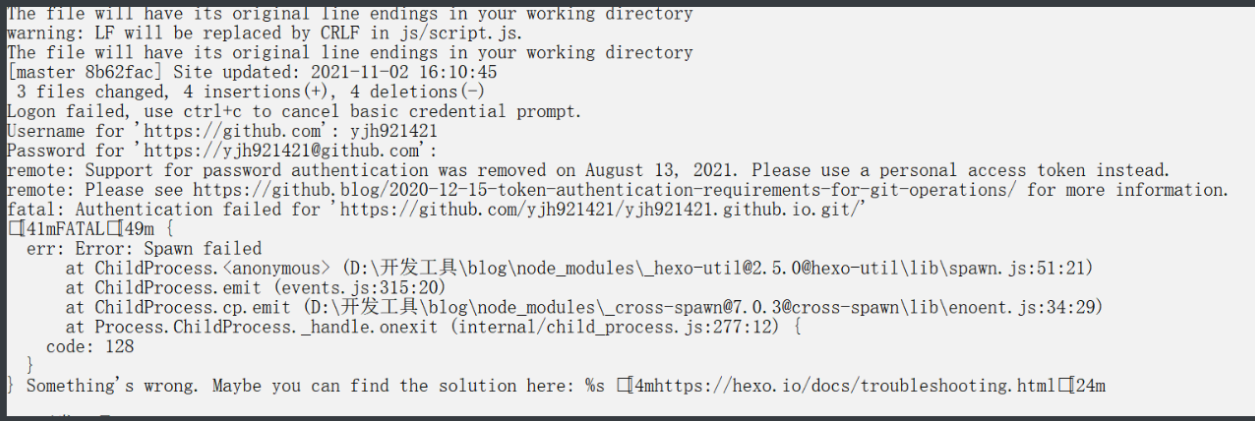 The file will have its original line endings in your working directory
warning: LF will be replaced by CRLF in js/script.js.
The file will have its original line endings in your working directory
[master 8b62fac] Site updated: 2021-11-02 16:10:45
3 files changed, 4 insertions(+), 4 deletions(-)
Logon failed, use ctrl+c to cancel basic credential prompt.
Username for 'https://github.com': yjh921421
Password for 'https://yjh921421@github.com':
remote: Support for password authentication was removed on August 13, 2021. Please use a personal access token instead.
remote: Please see https://github.blog/2020-12-15-token-authentication-requirements-for-git-operations/ for more information.
fatal: Authentication failed for 'https://github.com/yjh921421/yjh921421.github.io.git/'
□[41mFATAL□[49m {
err: Error: Spawn failed
at ChildProcess.<anonymous> (D:\开发工具\blog\node_modules\_hexo-util@2.5.0@hexo-util\lib\spawn.js:51:21)
at ChildProcess.emit (events.js:315:20)
at ChildProcess.cp.emit (D:\开发工具\blog\node_modules\_cross-spawn@7.0.3@cross-spawn\lib\enoent.js:34:29)
at Process.ChildProcess._handle.onexit (internal/child_process.js:277:12) {
code: 128
}
} Something's wrong. Maybe you can find the solution here: %s □[4mhttps://hexo.io/docs/troubleshooting.html□[24m